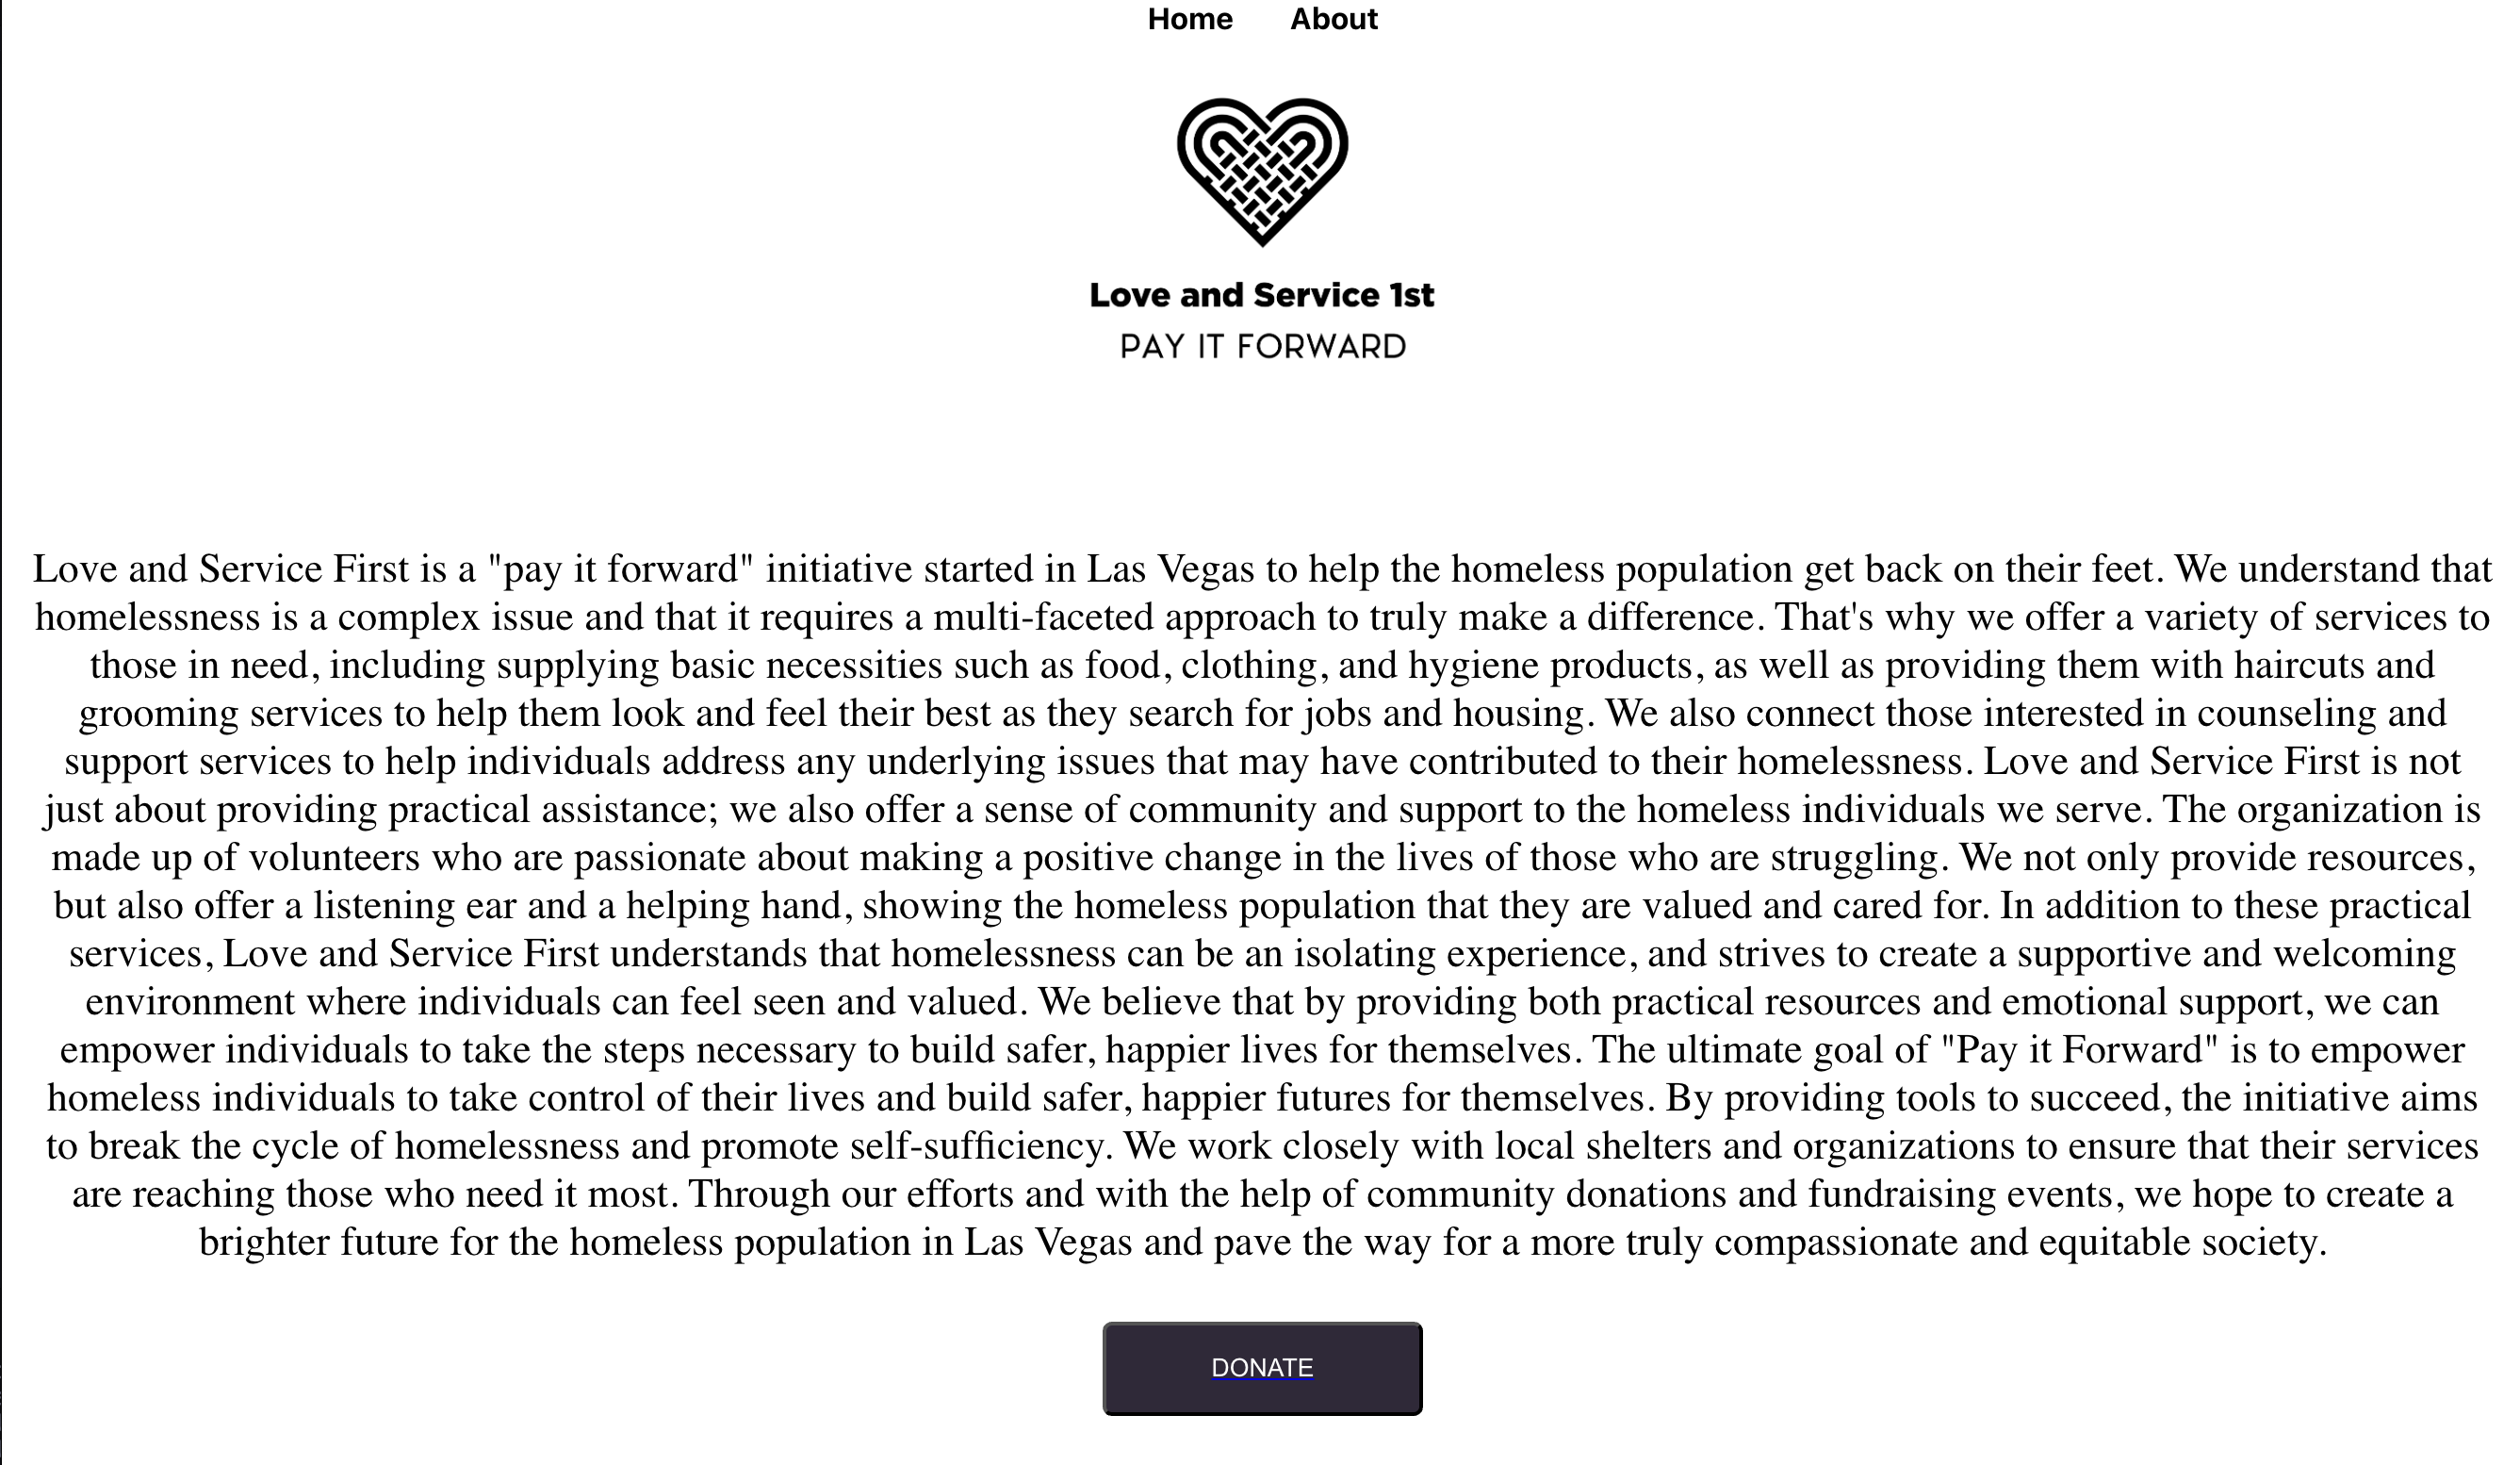 Home About
Love and Service 1st
PAY IT FORWARD
Love and Service First is a "pay it forward" initiative started in Las Vegas to help the homeless population get back on their feet. We understand that
homelessness is a complex issue and that it requires a multi-faceted approach to truly make a difference. That's why we offer a variety of services to
those in need, including supplying basic necessities such as food, clothing, and hygiene products, as well as providing them with haircuts and
grooming services to help them look and feel their best as they search for jobs and housing. We also connect those interested in counseling and
support services to help individuals address any underlying issues that may have contributed to their homelessness. Love and Service First is not
just about providing practical assistance; we also offer a sense of community and support to the homeless individuals we serve. The organization is
made up of volunteers who are passionate about making a positive change in the lives of those who are struggling. We not only provide resources,
but also offer a listening ear and a helping hand, showing the homeless population that they are valued and cared for. In addition to these practical
services, Love and Service First understands that homelessness can be an isolating experience, and strives to create a supportive and welcoming
environment where individuals can feel seen and valued. We believe that by providing both practical resources and emotional support, we can
empower individuals to take the steps necessary to build safer, happier lives for themselves. The ultimate goal of "Pay it Forward" is to empower
homeless individuals to take control of their lives and build safer, happier futures for themselves. By providing tools to succeed, the initiative aims
to break the cycle of homelessness and promote self-sufficiency. We work closely with local shelters and organizations to ensure that their services
are reaching those who need it most. Through our efforts and with the help of community donations and fundraising events, we hope to create a
brighter future for the homeless population in Las Vegas and pave the way for a more truly compassionate and equitable society.
DONATE